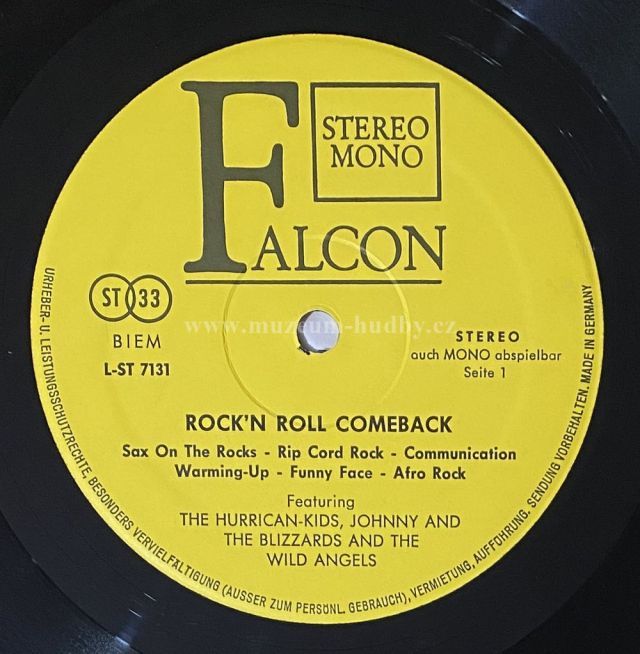 STEREO
MONO
FALCON
ST 33
BIEM
L-ST 7131
STEREO
auch MONO abspielbar
Seite 1
www.muzeum-hudby.cz
ROCK'N ROLL COMEBACK
Sax On The Rocks - Rip Cord Rock - Communication
Warming-Up - Funny Face - Afro Rock
Featuring
THE HURRICAN-KIDS, JOHNNY AND
THE BLIZZARDS AND THE
WILD ANGELS
URHEBER- U. LEISTUNGSSCHUTZRECHTE, BESONDERS VERVIELFÄLTIGUNG (AUSSER ZUM PERSÖNL. GEBRAUCH), VERMIETUNG, AUFFÜHRUNG, SENDUNG VORBEHALTEN. MADE IN GERMANY